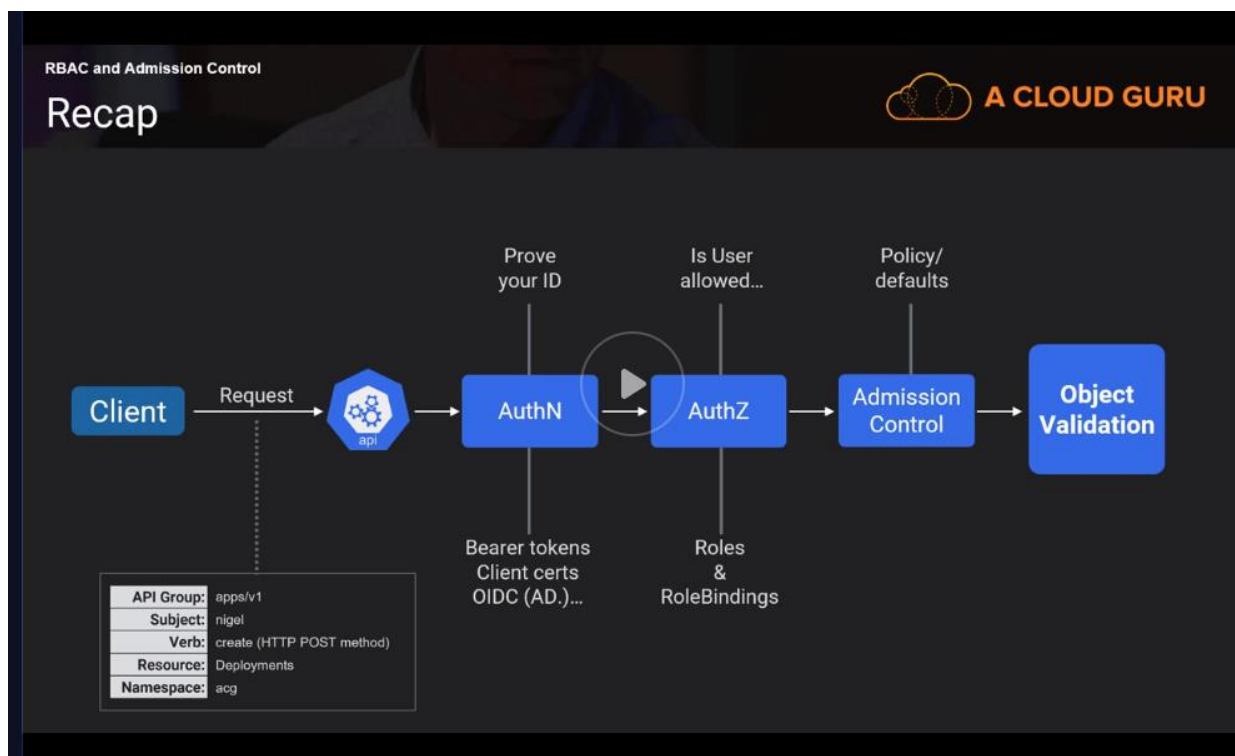 RBAC and Admission Control
Recap
A CLOUD GURU
Prove
your ID
Is User
allowed...
Policy/
defaults
Client
Request
api
AuthN
AuthZ
Admission
Control
Object
Validation
Bearer tokens
Client certs
OIDC (AD.)...
Roles
&
RoleBindings
API Group: apps/v1
Subject: nigel
Verb: create (HTTP POST method)
Resource: Deployments
Namespace: acg